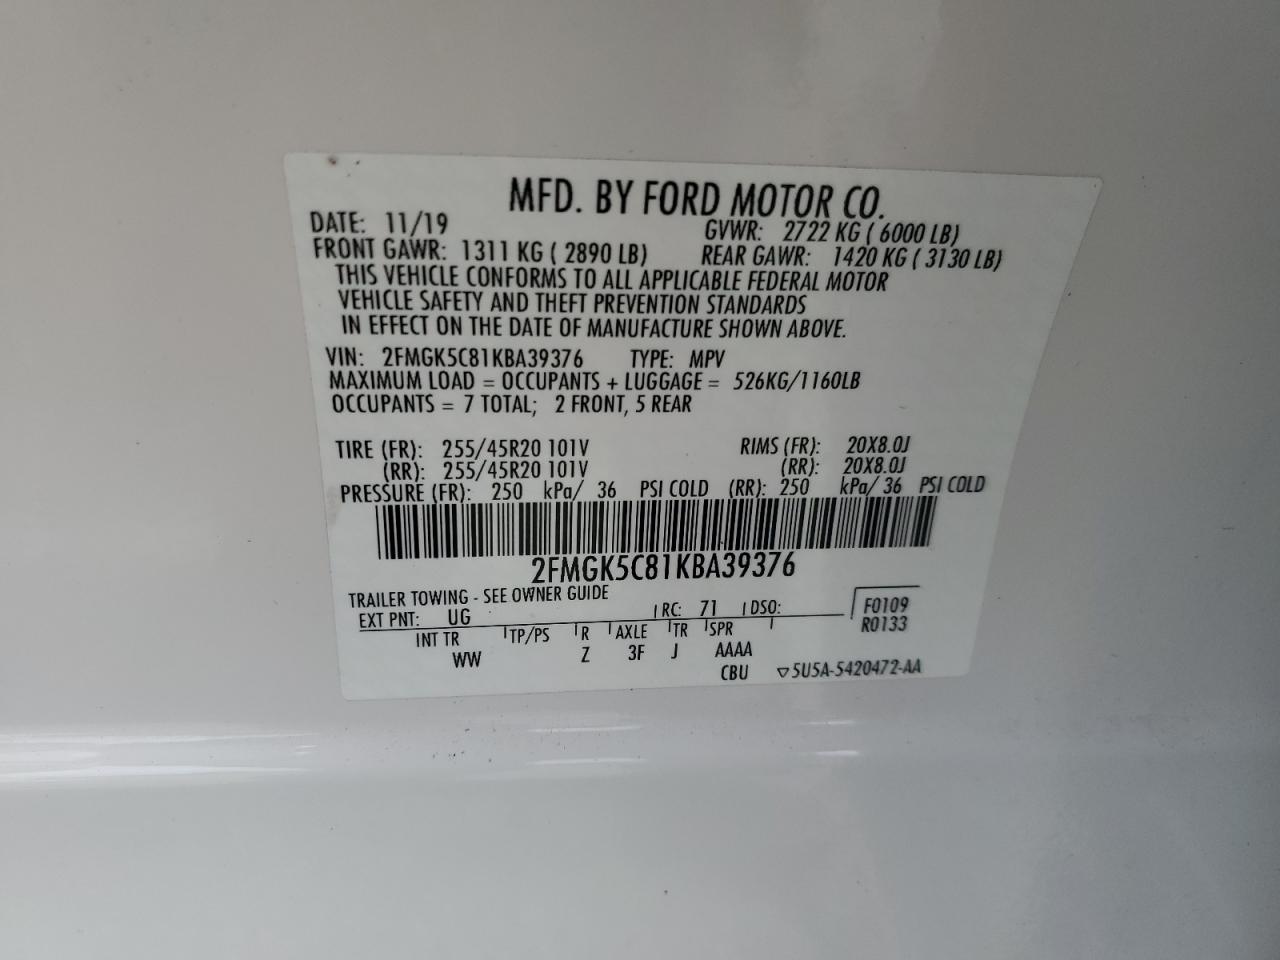 MFD. BY FORD MOTOR CO.
DATE: 11/19 GVWR: 2722 KG ( 6000 LB)
FRONT GAWR: 1311 KG ( 2890 LB) REAR GAWR: 1420 KG ( 3130 LB)
THIS VEHICLE CONFORMS TO ALL APPLICABLE FEDERAL MOTOR
VEHICLE SAFETY AND THEFT PREVENTION STANDARDS
IN EFFECT ON THE DATE OF MANUFACTURE SHOWN ABOVE.
VIN: 2FMGK5C81KBA39376 TYPE: MPV
MAXIMUM LOAD = OCCUPANTS + LUGGAGE = 526KG/1160LB
OCCUPANTS = 7 TOTAL; 2 FRONT, 5 REAR
TIRE (FR): 255/45R20 101V RIMS (FR): 20X8.0J
(RR): 255/45R20 101V (RR): 20X8.0J
PRESSURE (FR): 250 kPa/ 36 PSI COLD (RR): 250 kPa/ 36 PSI COLD
2FMGK5C81KBA39376
TRAILER TOWING - SEE OWNER GUIDE
EXT PNT: UG RC: 71 DSO: F0109
R0133
INT TR TP/PS R AXLE TR SPR
WW Z 3F J AAAA
CBU ▽5U5A-5420472-AA